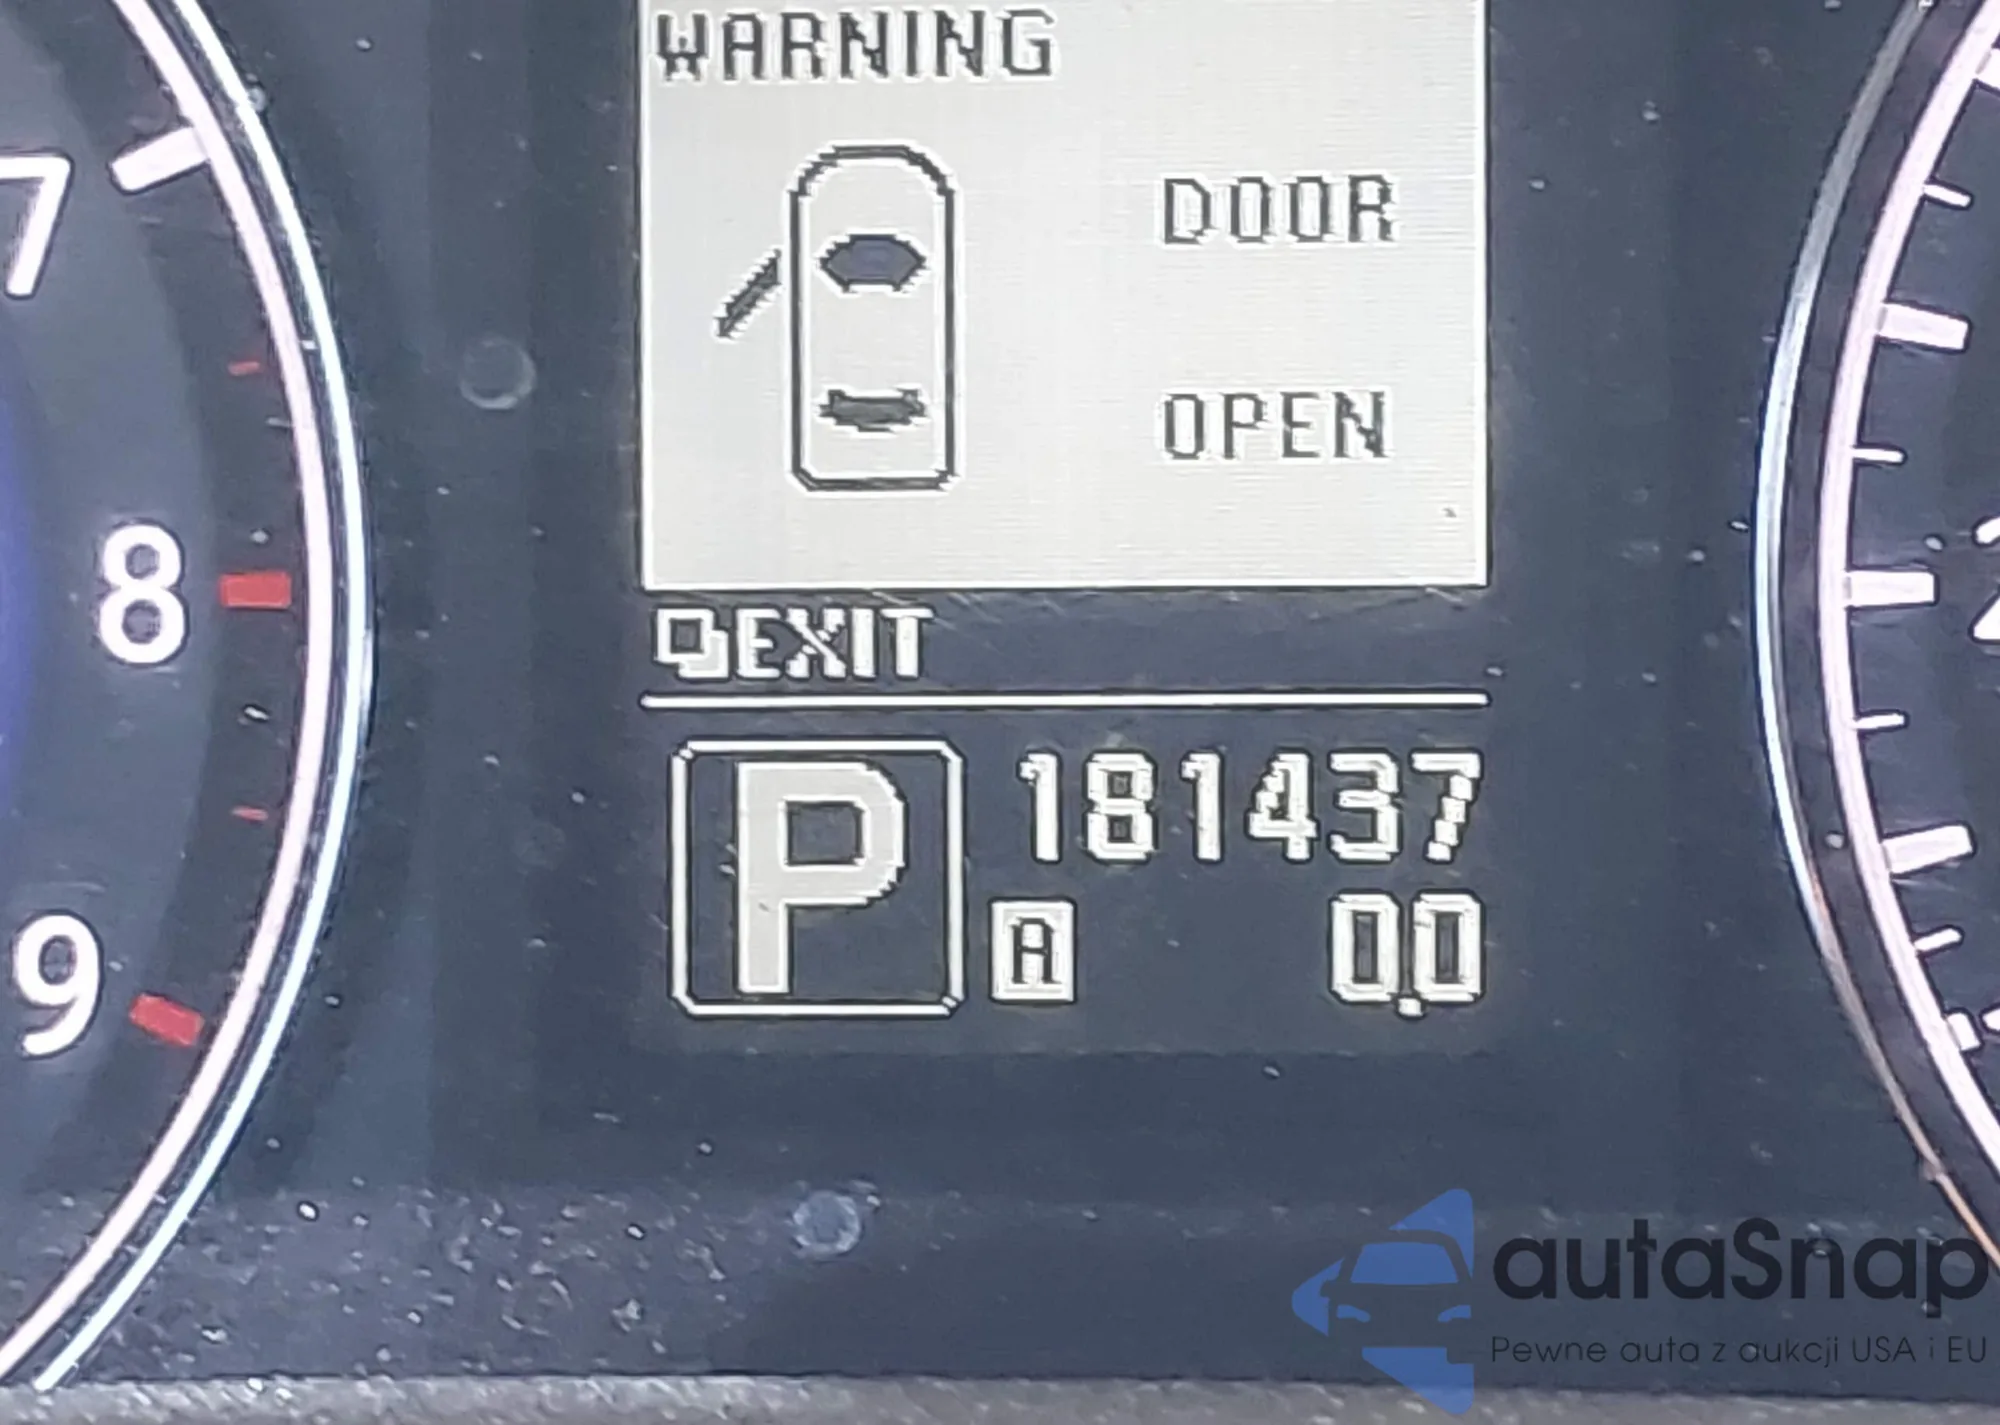 WARNING
DOOR
OPEN
EXIT
P
181437
A
0.0
7
8
9
autaSnap
Pewne auta z aukcji USA i EU